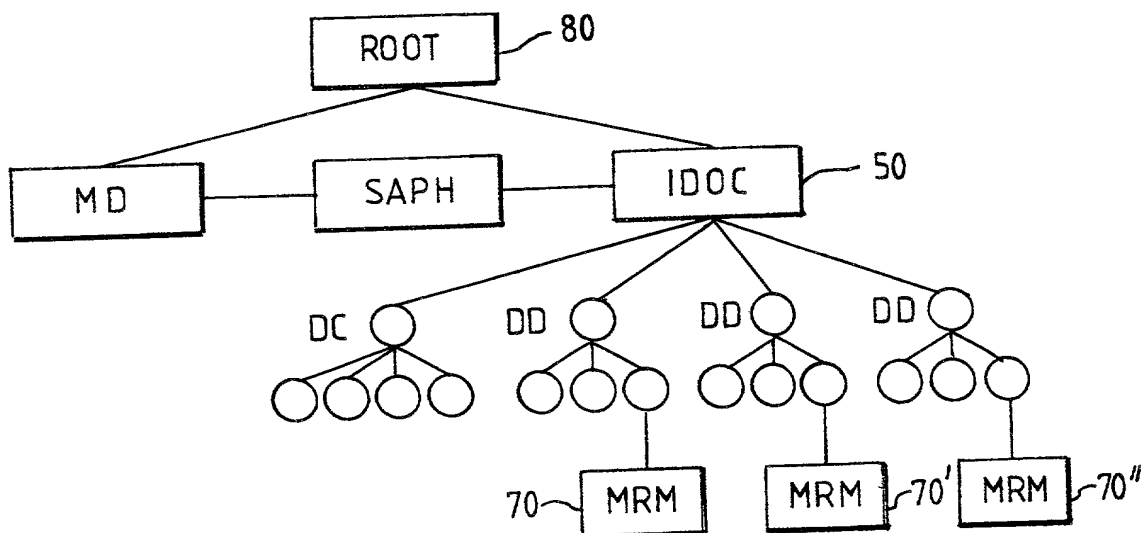 ROOT 80
MD SAPH IDOC 50
DC DD DD DD
70 MRM MRM 70' MRM 70"